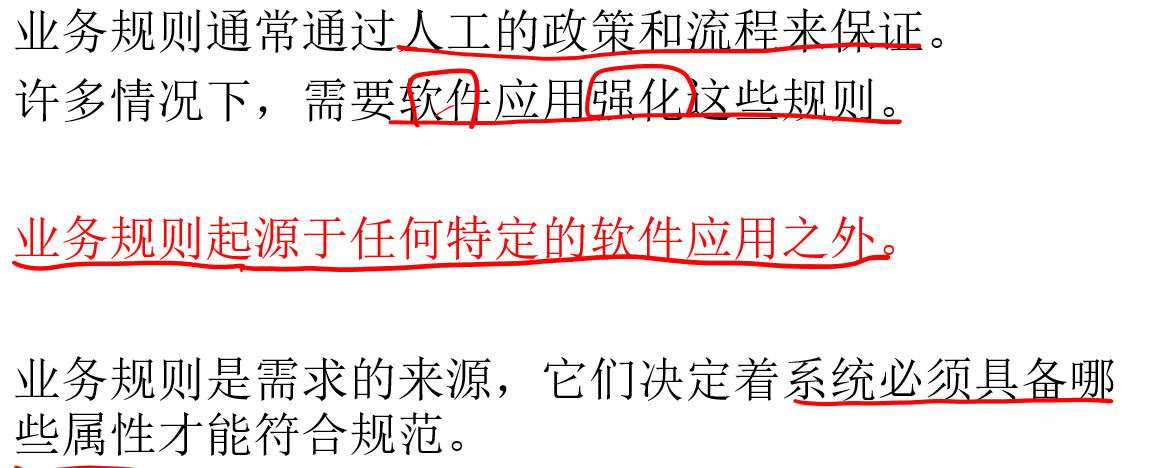 业务规则通常通过人工的政策和流程来保证。
许多情况下，需要软件应用强化这些规则。
业务规则起源于任何特定的软件应用之外。
业务规则是需求的来源，它们决定着系统必须具备哪
些属性才能符合规范。